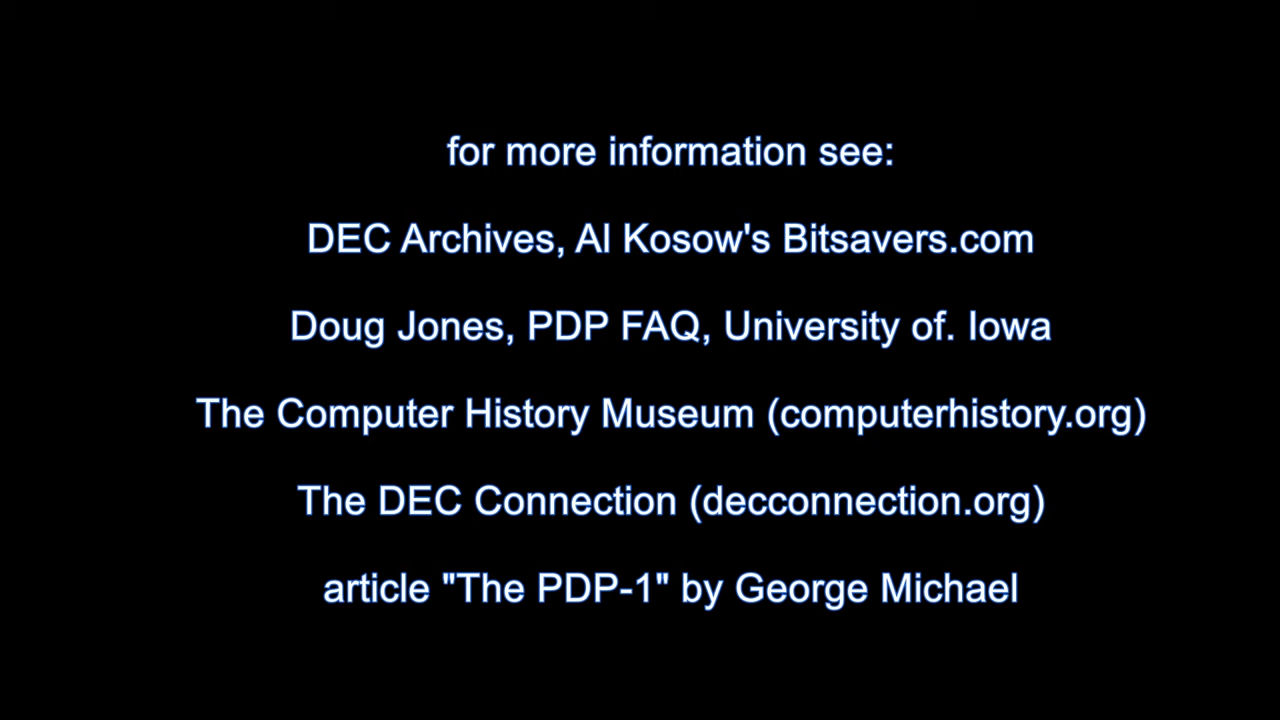 for more information see:
DEC Archives, Al Kosow's Bitsavers.com
Doug Jones, PDP FAQ, University of. Iowa
The Computer History Museum (computerhistory.org)
The DEC Connection (decconnection.org)
article "The PDP-1" by George Michael